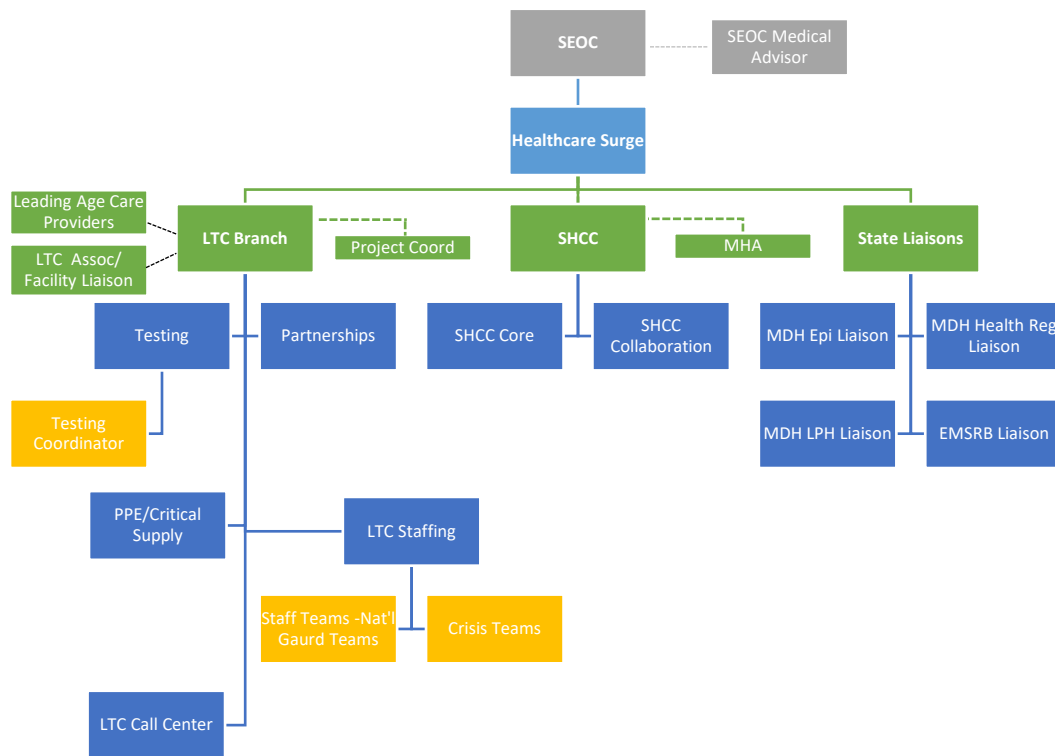 SEOC
SEOC Medical
Advisor
Healthcare Surge
Leading Age Care
Providers
LTC Assoc/
Facility Liaison
LTC Branch
Project Coord
SHCC
MHA
State Liaisons
Testing
Partnerships
SHCC Core
SHCC
Collaboration
MDH Epi Liaison
MDH Health Reg
Liaison
Testing
Coordinator
MDH LPH Liaison
EMSRB Liaison
PPE/Critical
Supply
LTC Staffing
Staff Teams -Nat'l
Gaurd Teams
Crisis Teams
LTC Call Center